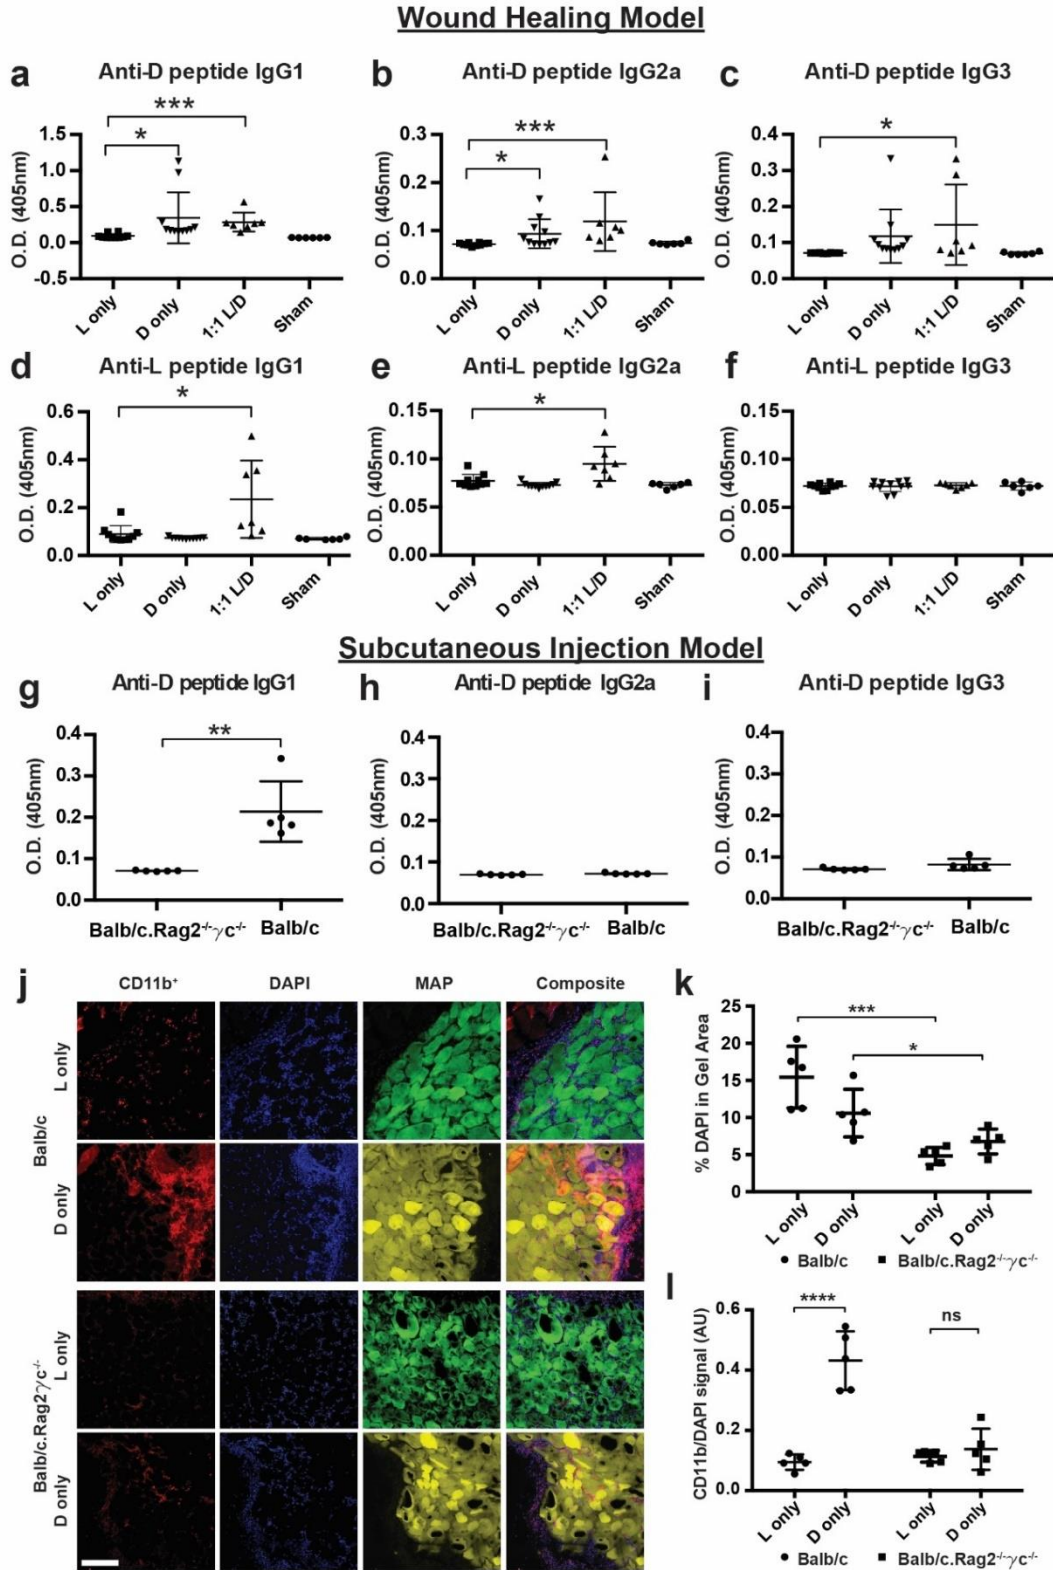 Wound Healing Model
a Anti-D peptide IgG1
b Anti-D peptide IgG2a
c Anti-D peptide IgG3
O.D. (405nm)
1.5
1.0
0.5
0.0
-0.5
*
***
L only
D only
1:1 L/D
Sham
O.D. (405nm)
0.3
0.2
0.1
0.0
*
***
L only
D only
1:1 L/D
Sham
O.D. (405nm)
0.4
0.3
0.2
0.1
0.0
*
L only
D only
1:1 L/D
Sham
d Anti-L peptide IgG1
e Anti-L peptide IgG2a
f Anti-L peptide IgG3
O.D. (405nm)
0.6
0.4
0.2
0.0
*
L only
D only
1:1 L/D
Sham
O.D. (405nm)
0.15
0.10
0.05
0.00
*
L only
D only
1:1 L/D
Sham
O.D. (405nm)
0.15
0.10
0.05
0.00
L only
D only
1:1 L/D
Sham
Subcutaneous Injection Model
g Anti-D peptide IgG1
h Anti-D peptide IgG2a
i Anti-D peptide IgG3
O.D. (405nm)
0.4
0.3
0.2
0.1
0.0
**
Balb/c.Rag2-/-γc-/- Balb/c
O.D. (405nm)
0.4
0.3
0.2
0.1
0.0
Balb/c.Rag2-/-γc-/- Balb/c
O.D. (405nm)
0.4
0.3
0.2
0.1
0.0
Balb/c.Rag2-/-γc-/- Balb/c
j
CD11b+ DAPI MAP Composite
Balb/c
L only
D only
Balb/c.Rag2-/-γc-/-
L only
D only
k
% DAPI in Gel Area
25
20
15
10
5
0
***
*
L only
D only
L only
D only
● Balb/c ■ Balb/c.Rag2-/-γc-/-
l
CD11b/DAPI signal (AU)
0.6
0.4
0.2
0.0
****
ns
L only
D only
L only
D only
● Balb/c ■ Balb/c.Rag2-/-γc-/-